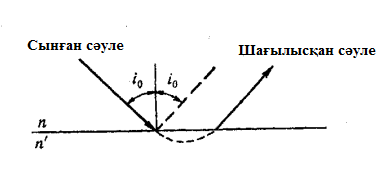 Сынған сәуле
Шағылысқан сәуле
i₀ i₀
n
n'